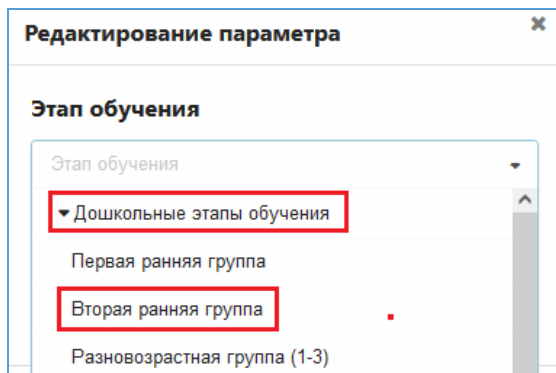 Редактирование параметра
Этап обучения
Этап обучения
Дошкольные этапы обучения
Первая ранняя группа
Вторая ранняя группа
Разновозрастная группа (1-3)